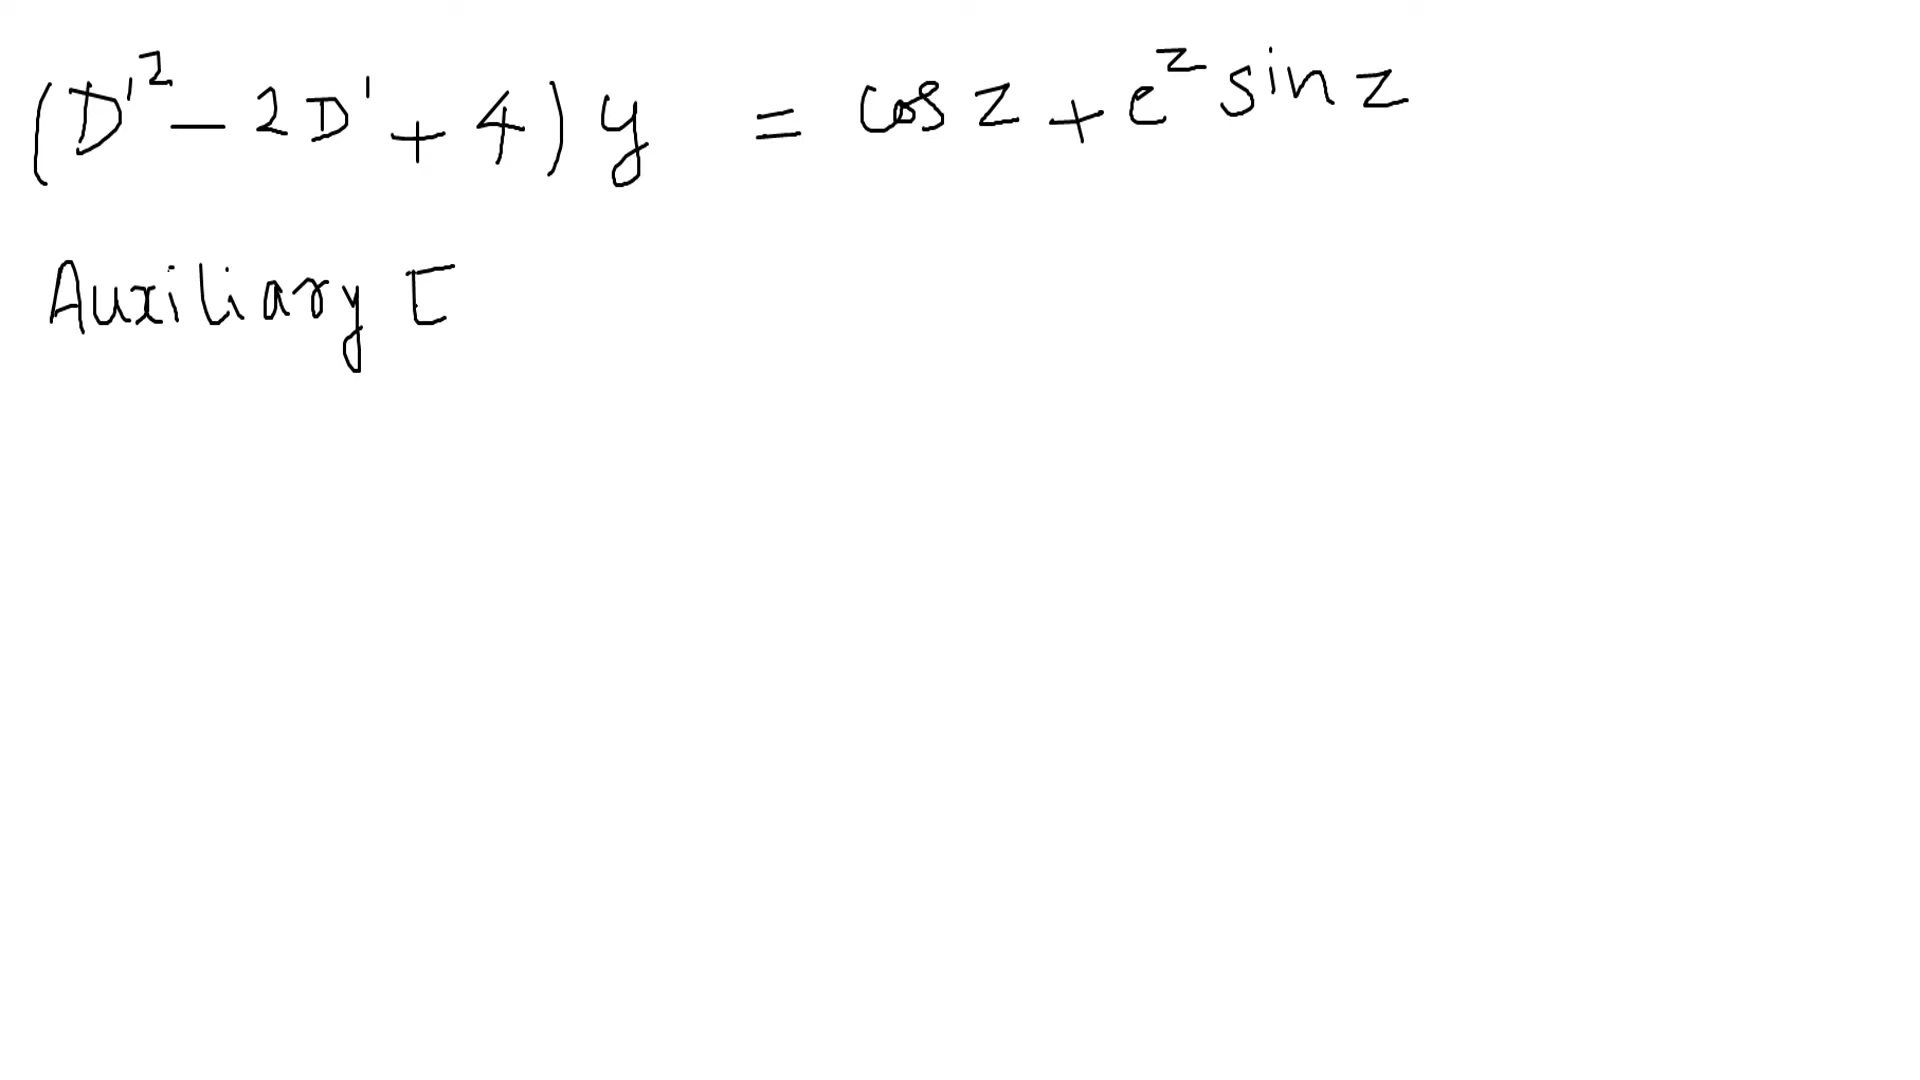 (D'² - 2D' + 4) y = cos z + e^z sin z
Auxiliary E